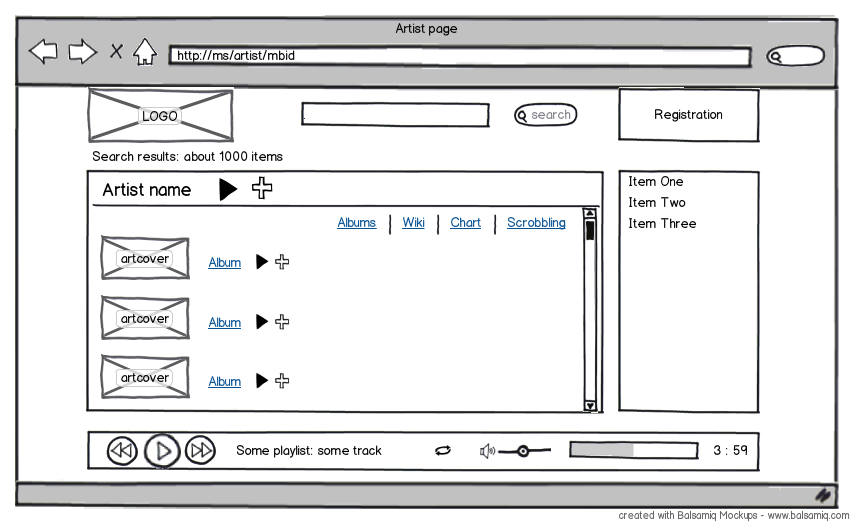 Artist page
http://ms/artist/mbid
LOGO
search
Registration
Search results: about 1000 items
Artist name
Albums | Wiki | Chart | Scrobbling
artcover Album
artcover Album
artcover Album
Item One
Item Two
Item Three
Some playlist: some track
3 : 59
created with Balsamiq Mockups - www.balsamiq.com